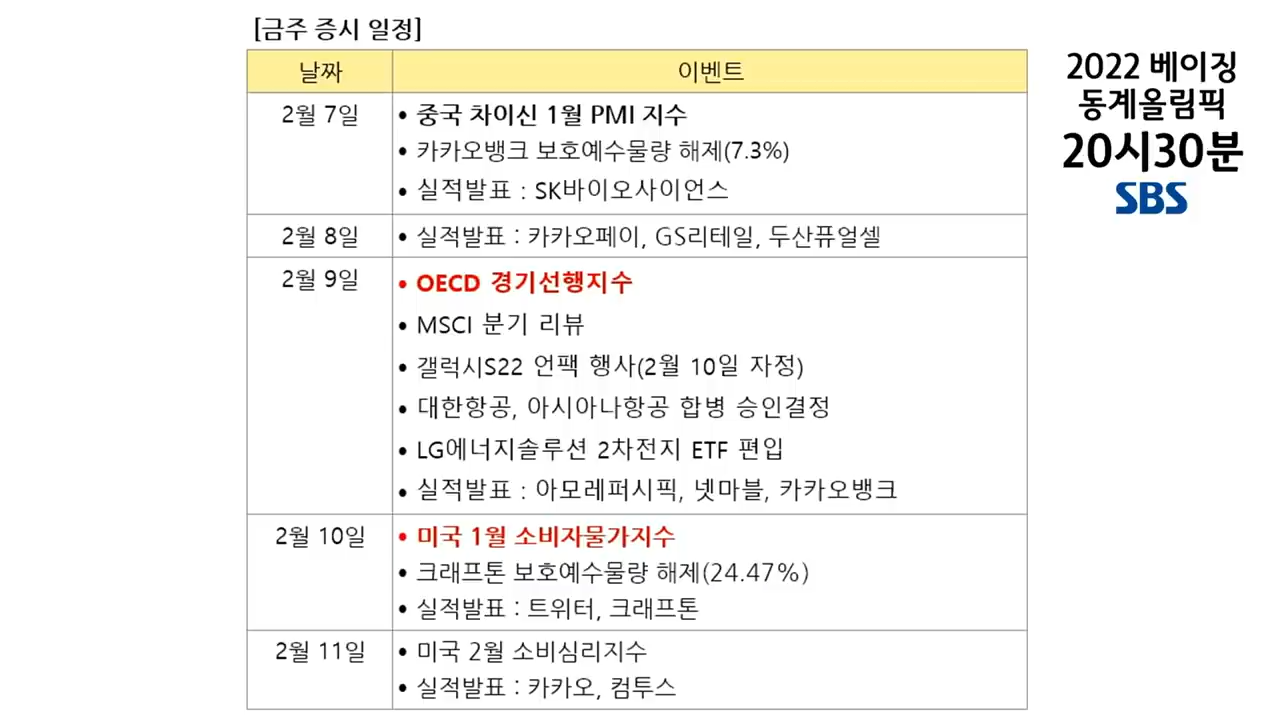 [금주 증시 일정]
날짜
이벤트
2월 7일
• 중국 차이신 1월 PMI 지수
• 카카오뱅크 보호예수물량 해제(7.3%)
• 실적발표 : SK바이오사이언스
2월 8일
• 실적발표 : 카카오페이, GS리테일, 두산퓨얼셀
2월 9일
• OECD 경기선행지수
• MSCI 분기 리뷰
• 갤럭시S22 언팩 행사(2월 10일 자정)
• 대한항공, 아시아나항공 합병 승인결정
• LG에너지솔루션 2차전지 ETF 편입
• 실적발표 : 아모레퍼시픽, 넷마블, 카카오뱅크
2월 10일
• 미국 1월 소비자물가지수
• 크래프톤 보호예수물량 해제(24.47%)
• 실적발표 : 트위터, 크래프톤
2월 11일
• 미국 2월 소비심리지수
• 실적발표 : 카카오, 컴투스
2022 베이징
동계올림픽
20시30분
SBS